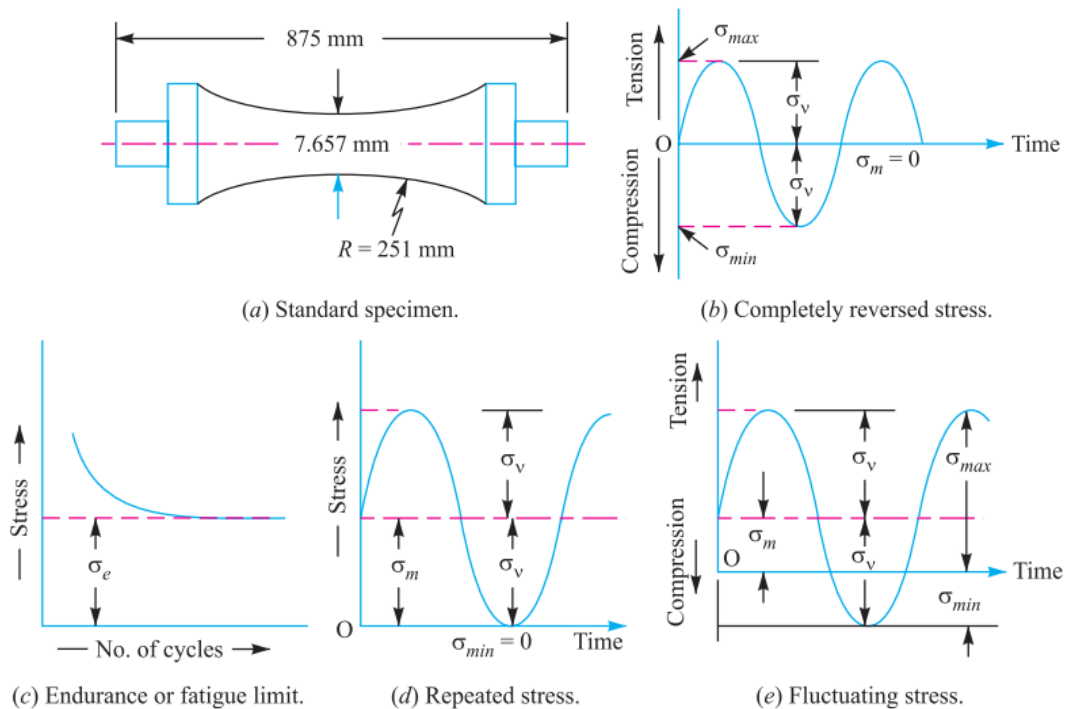 875 mm
7.657 mm
R = 251 mm
(a) Standard specimen.
Tension
Compression
O
σmax
σν
σν
σm = 0
Time
σmin
(b) Completely reversed stress.
Stress
σe
No. of cycles
(c) Endurance or fatigue limit.
Stress
σm
σν
σν
O
σmin = 0
Time
(d) Repeated stress.
Tension
Compression
σν
σmax
σm
O
σν
Time
σmin
(e) Fluctuating stress.